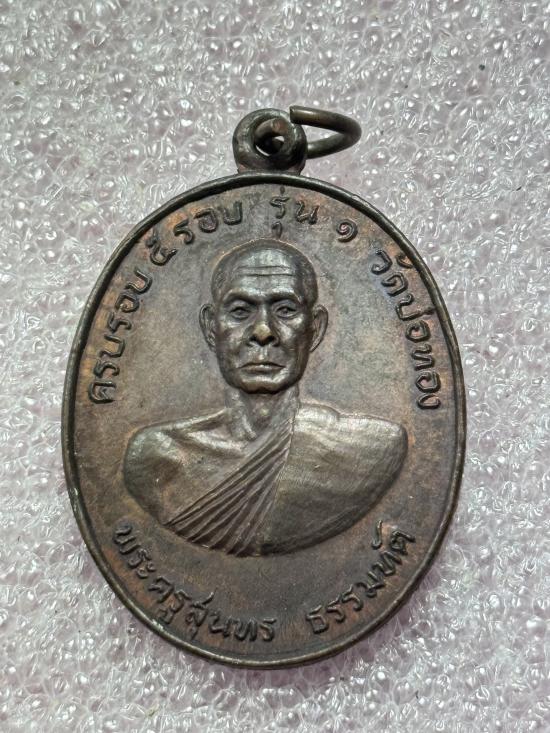 ครบรอบ ๕ รอบ รุ่น ๑ วัดบ่อทอง
พระครูสุนทร ธรรมทัต